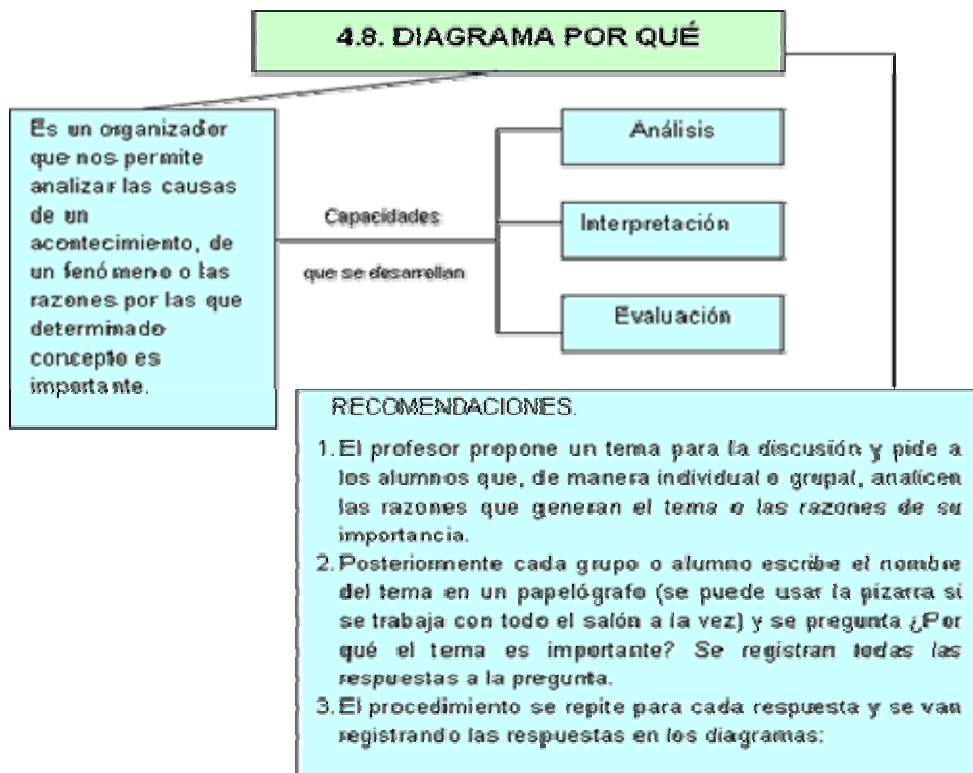 4.8. DIAGRAMA POR QUÉ
Es un organizador
que nos permite
analizar las causas
de un
acontecimiento, de
un fenómeno o las
razones por las que
determinado
concepto es
importante.
Capacidades
que se desarrollan
Análisis
Interpretación
Evaluación
RECOMENDACIONES.
1. El profesor propone un tema para la discusión y pide a
los alumnos que, de manera individual o grupal, analicen
las razones que generan el tema o las razones de su
importancia.
2. Posteriormente cada grupo o alumno escribe el nombre
del tema en un papelógrafo (se puede usar la pizarra si
se trabaja con todo el salón a la vez) y se pregunta ¿Por
qué el tema es importante? Se registran todas las
respuestas a la pregunta.
3. El procedimiento se repite para cada respuesta y se van
registrando las respuestas en los diagramas: